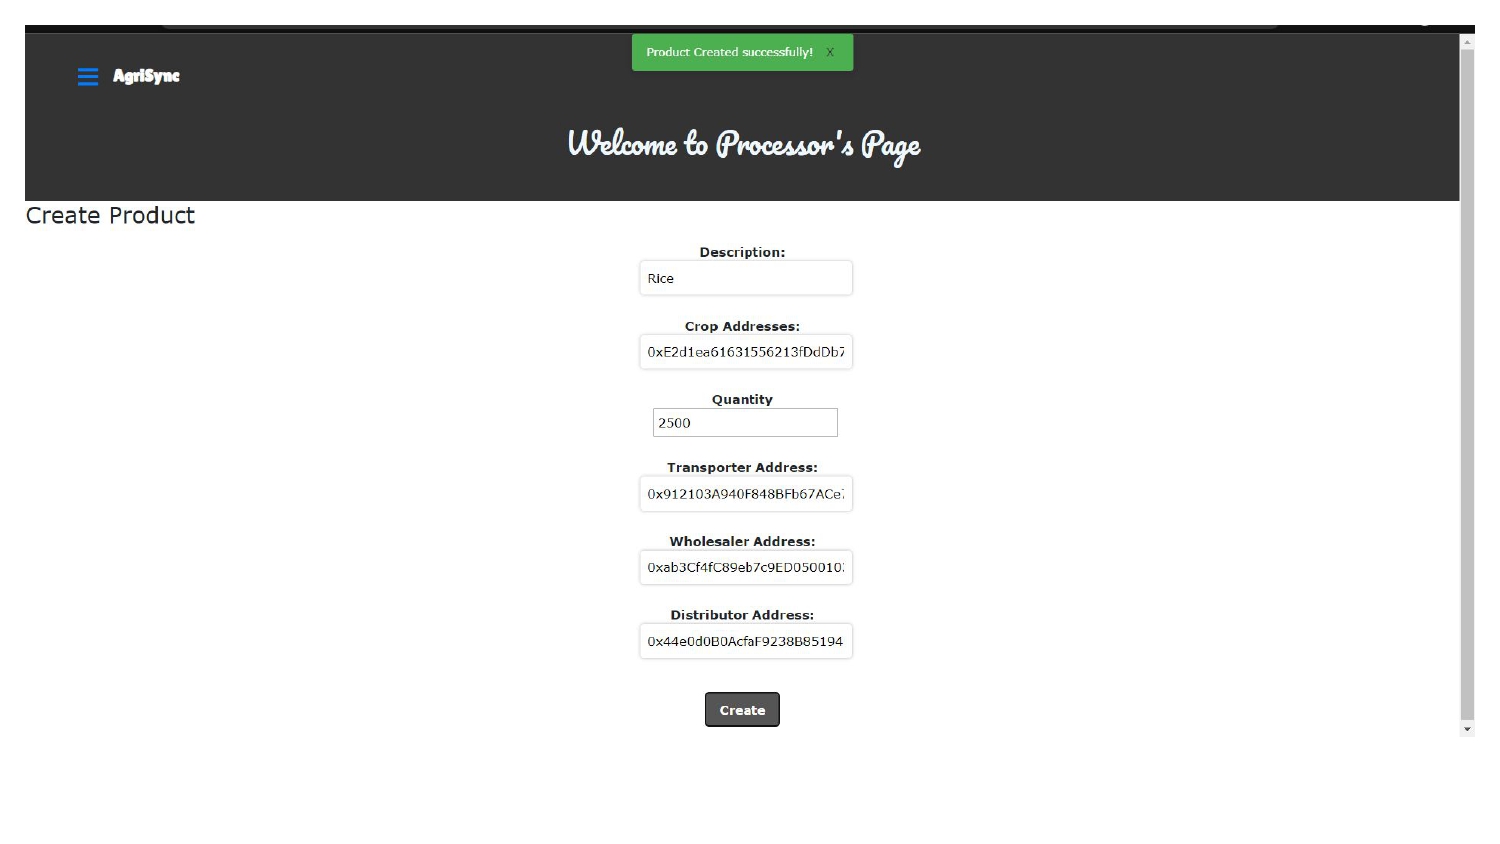 Product Created successfully! X
AgriSync
Welcome to Processor's Page
Create Product
Description:
Rice
Crop Addresses:
0xE2d1ea61631556213fDdDb7
Quantity
2500
Transporter Address:
0x912103A940F848BFb67ACe7
Wholesaler Address:
0xab3Cf4fC89eb7c9ED050010
Distributor Address:
0x44e0d0B0AcfaF9238B85194
Create